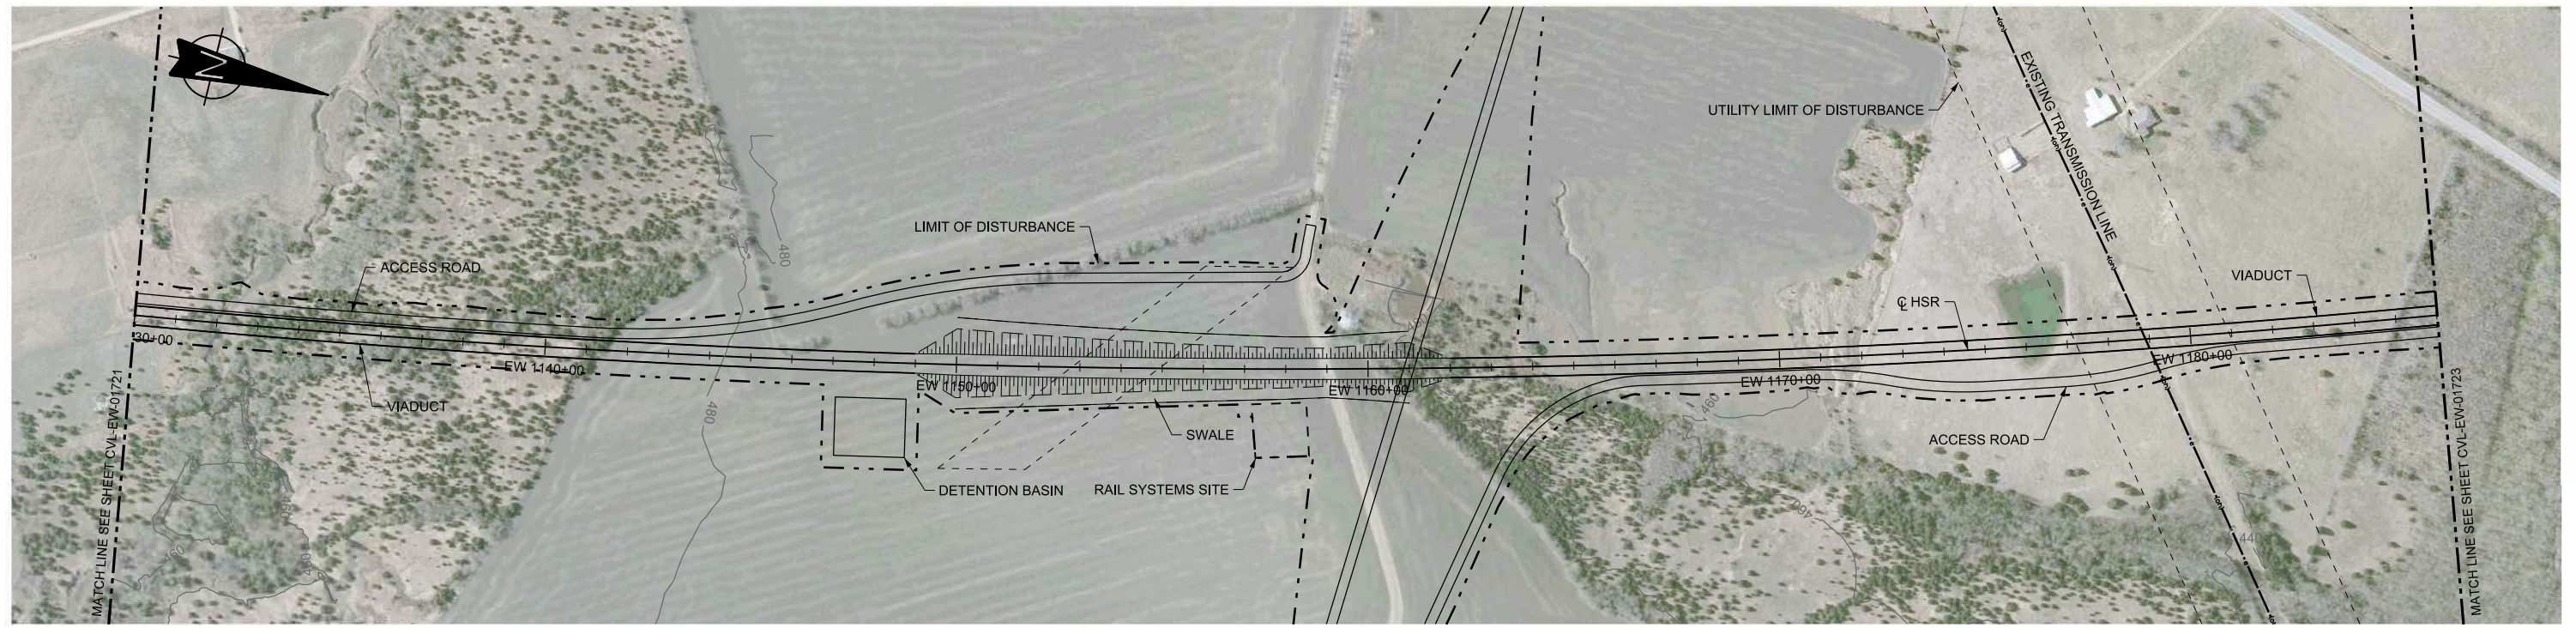 N
EXISTING TRANSMISSION LINE
UTILITY LIMIT OF DISTURBANCE
LIMIT OF DISTURBANCE
480
ACCESS ROAD
VIADUCT
℄ HSR
30+00
EW 1140+00
EW 1150+00
EW 1160+00
EW 1170+00
EW 1180+00
VIADUCT
480
460
SWALE
ACCESS ROAD
DETENTION BASIN
RAIL SYSTEMS SITE
460
460
440
MATCH LINE SEE SHEET CVL-EW-01721
MATCH LINE SEE SHEET CVL-EW-01723